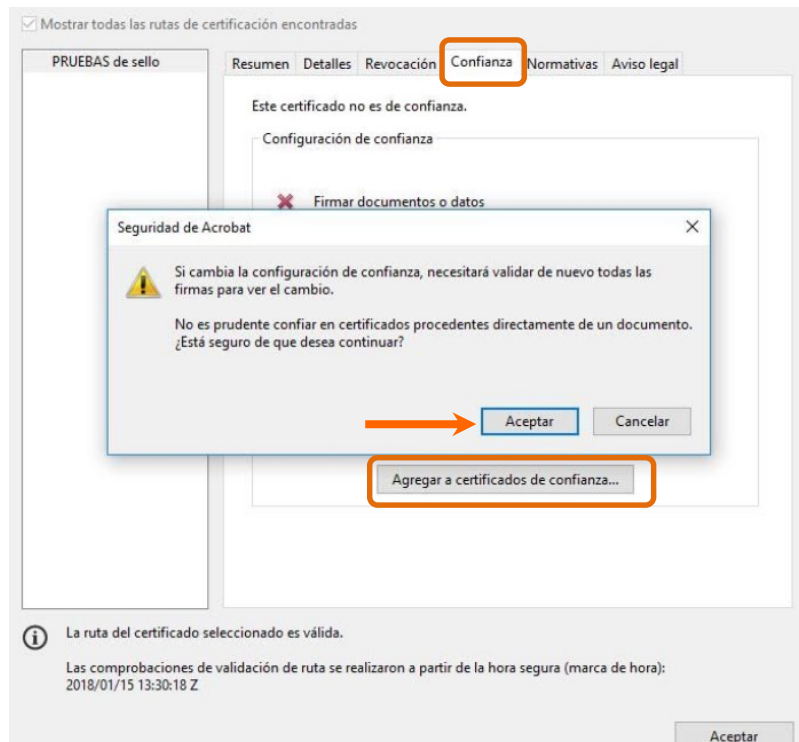 Mostrar todas las rutas de certificación encontradas
PRUEBAS de sello
Resumen Detalles Revocación Confianza Normativas Aviso legal
Este certificado no es de confianza.
Configuración de confianza
Firmar documentos o datos
Seguridad de Acrobat
Si cambia la configuración de confianza, necesitará validar de nuevo todas las
firmas para ver el cambio.
No es prudente confiar en certificados procedentes directamente de un documento.
¿Está seguro de que desea continuar?
Aceptar Cancelar
Agregar a certificados de confianza...
La ruta del certificado seleccionado es válida.
Las comprobaciones de validación de ruta se realizaron a partir de la hora segura (marca de hora):
2018/01/15 13:30:18 Z
Aceptar